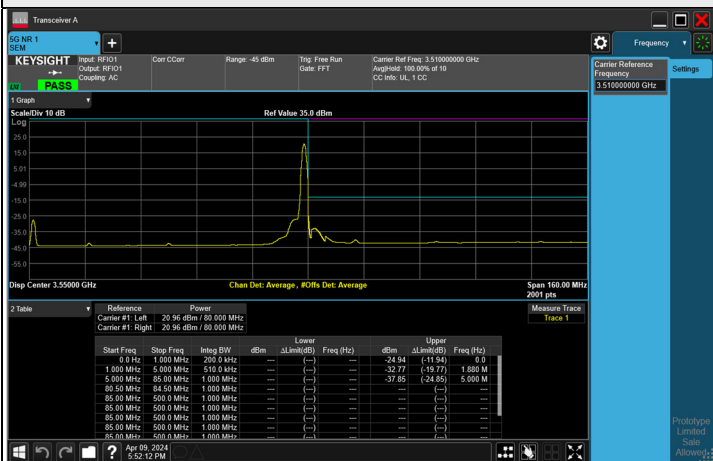 Transceiver A
5G NR 1
SEM
Frequency
KEYSIGHT
Input: RFIO1
Output: RFIO1
Coupling: AC
Corr CCorr
Range: -45 dBm
Trig: Free Run
Gate: FFT
Carrier Ref Freq: 3.510000000 GHz
Avg|Hold: 100.00% of 10
CC Info: UL, 1 CC
PASS
Carrier Reference
Frequency
3.510000000 GHz
Settings
1 Graph
Scale/Div 10 dB
Ref Value 35.0 dBm
Log
25.0
15.0
5.01
-4.99
-15.0
-25.0
-35.0
-45.0
-55.0
Disp Center 3.55000 GHz
Chan Det: Average , #Offs Det: Average
Span 160.00 MHz
2001 pts
2 Table
Reference Power
Carrier #1: Left 20.96 dBm / 80.000 MHz
Carrier #1: Right 20.96 dBm / 80.000 MHz
Measure Trace
Trace 1
Lower Upper
Start Freq Stop Freq Integ BW dBm ΔLimit(dB) Freq (Hz) dBm ΔLimit(dB) Freq (Hz)
0.0 Hz 1.000 MHz 200.0 kHz --- (---) --- -24.94 (-11.94) 0.0
1.000 MHz 5.000 MHz 510.0 kHz --- (---) --- -32.77 (-19.77) 1.880 M
5.000 MHz 85.00 MHz 1.000 MHz --- (---) --- -37.85 (-24.85) 5.000 M
80.50 MHz 84.50 MHz 1.000 MHz --- (---) --- --- (---) ---
85.00 MHz 500.0 MHz 1.000 MHz --- (---) --- --- (---) ---
85.00 MHz 500.0 MHz 1.000 MHz --- (---) --- --- (---) ---
85.00 MHz 500.0 MHz 1.000 MHz --- (---) --- --- (---) ---
85.00 MHz 500.0 MHz 1.000 MHz --- (---) --- --- (---) ---
85.00 MHz 500.0 MHz 1.000 MHz --- (---) --- --- (---) ---
Prototype
Limited
Sale
Allowed
?
Apr 09, 2024
5:52:12 PM